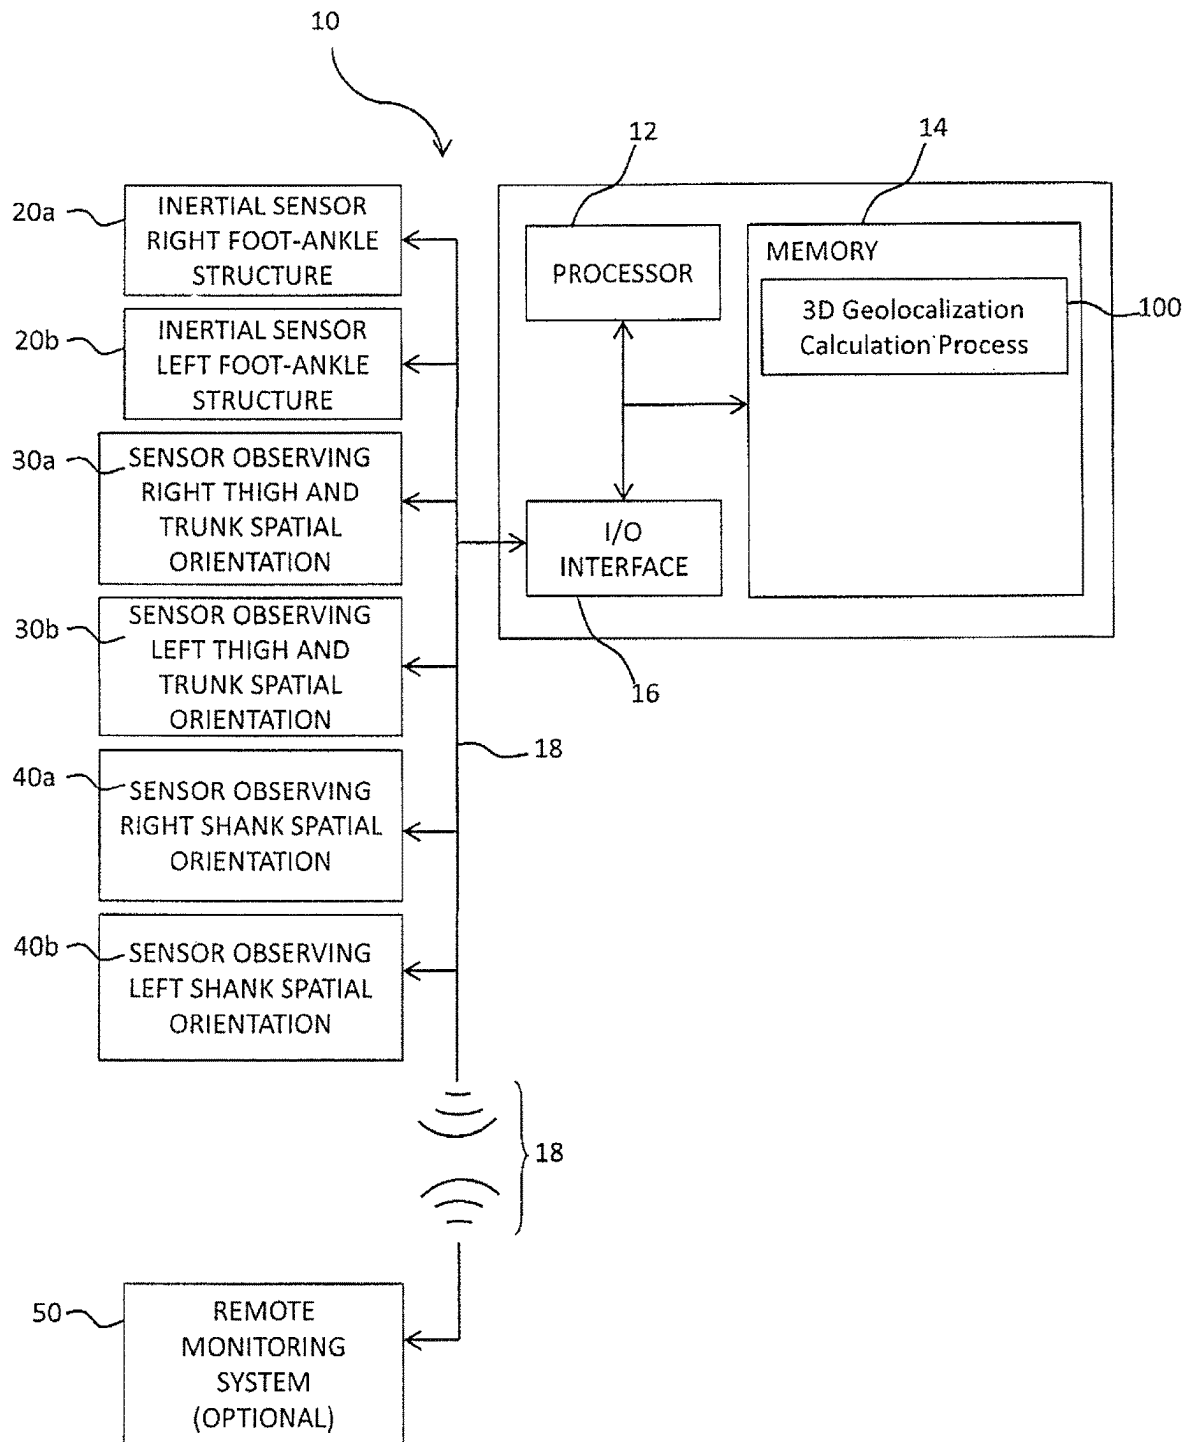 10
12
14
20a
INERTIAL SENSOR
RIGHT FOOT-ANKLE
STRUCTURE
PROCESSOR
MEMORY
3D Geolocalization
Calculation Process
100
20b
INERTIAL SENSOR
LEFT FOOT-ANKLE
STRUCTURE
30a
SENSOR OBSERVING
RIGHT THIGH AND
TRUNK SPATIAL
ORIENTATION
I/O
INTERFACE
16
30b
SENSOR OBSERVING
LEFT THIGH AND
TRUNK SPATIAL
ORIENTATION
18
40a
SENSOR OBSERVING
RIGHT SHANK SPATIAL
ORIENTATION
40b
SENSOR OBSERVING
LEFT SHANK SPATIAL
ORIENTATION
18
50
REMOTE
MONITORING
SYSTEM
(OPTIONAL)